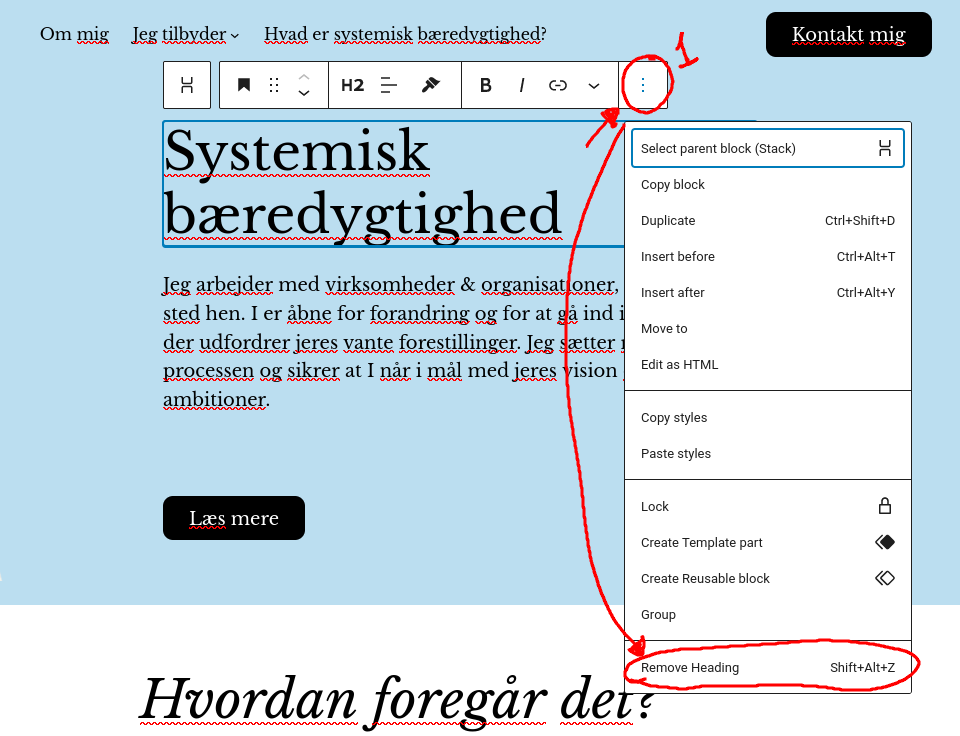 Om mig Jeg tilbyder Hvad er systemisk bæredygtighed? Kontakt mig
1
H2 B I
Systemisk
bæredygtighed
Jeg arbejder med virksomheder & organisationer,
sted hen. I er åbne for forandring og for at gå ind i
der udfordrer jeres vante forestillinger. Jeg sætter
processen og sikrer at I når i mål med jeres vision
ambitioner.
Læs mere
Select parent block (Stack)
Copy block
Duplicate Ctrl+Shift+D
Insert before Ctrl+Alt+T
Insert after Ctrl+Alt+Y
Move to
Edit as HTML
Copy styles
Paste styles
Lock
Create Template part
Create Reusable block
Group
Remove Heading Shift+Alt+Z
Hvordan foregår det?